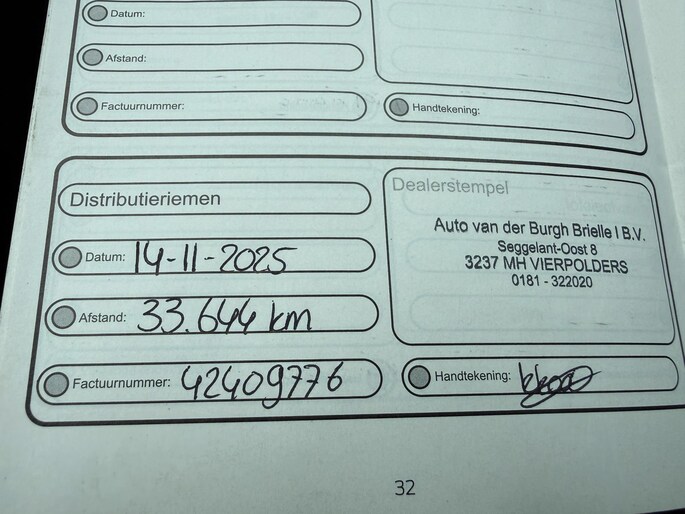 Datum:
Afstand:
Factuurnummer:
Handtekening:
Distributieriemen
Datum: 14-11-2025
Afstand: 33.644 km
Factuurnummer: 42409776
Dealerstempel
Auto van der Burgh Brielle I B.V.
Seggelant-Oost 8
3237 MH VIERPOLDERS
0181 - 322020
Handtekening:
32